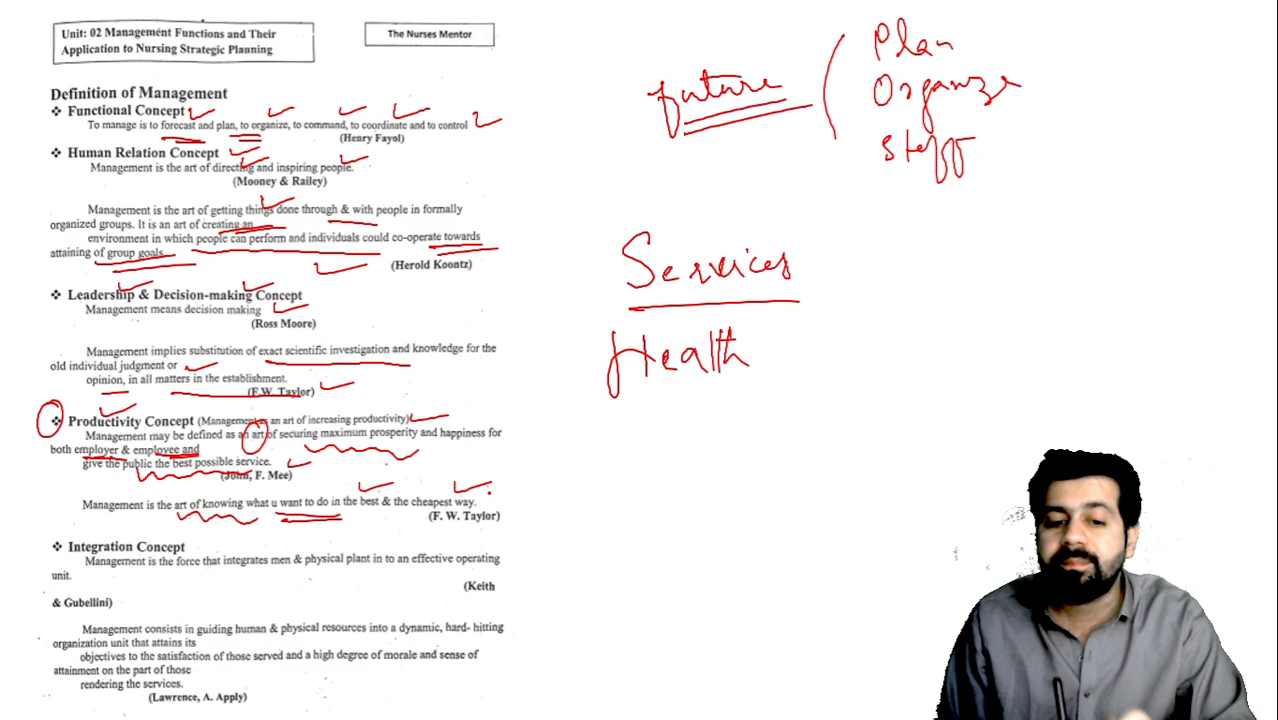 Unit: 02 Management Functions and Their
Application to Nursing Strategic Planning
The Nurses Mentor
Definition of Management
❖ Functional Concept
To manage is to forecast and plan, to organize, to command, to coordinate and to control
(Henry Fayol)
❖ Human Relation Concept
Management is the art of directing and inspiring people.
(Mooney & Railey)
Management is the art of getting things done through & with people in formally
organized groups. It is an art of creating an
environment in which people can perform and individuals could co-operate towards
attaining of group goals
(Herold Koontz)
❖ Leadership & Decision-making Concept
Management means decision making
(Ross Moore)
Management implies substitution of exact scientific investigation and knowledge for the
old individual judgment or
opinion, in all matters in the establishment.
(F.W. Taylor)
❖ Productivity Concept (Management is an art of increasing productivity)
Management may be defined as an art of securing maximum prosperity and happiness for
both employer & employee and
give the public the best possible service.
(John, F. Mee)
Management is the art of knowing what u want to do in the best & the cheapest way.
(F. W. Taylor)
❖ Integration Concept
Management is the force that integrates men & physical plant in to an effective operating
unit.
(Keith
& Gubellini)
Management consists in guiding human & physical resources into a dynamic, hard- hitting
organization unit that attains its
objectives to the satisfaction of those served and a high degree of morale and sense of
attainment on the part of those
rendering the services.
(Lawrence, A. Apply)
future
Plan
Organize
Staff
Services
Health